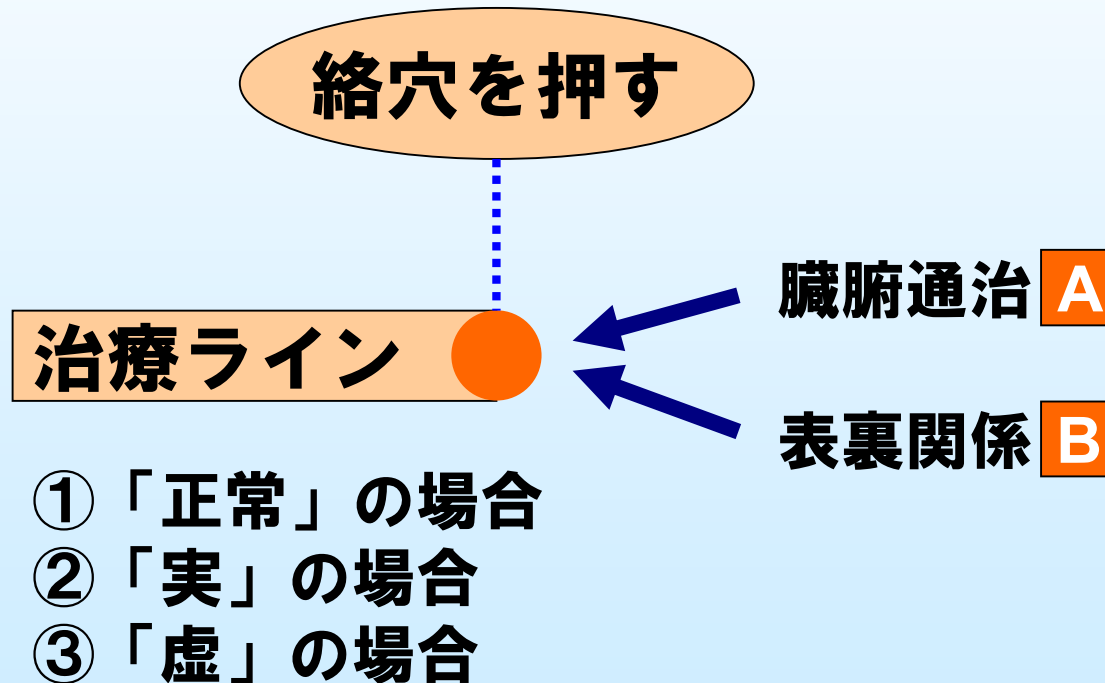 絡穴を押す
臓腑通治 A
治療ライン
表裏関係 B
①「正常」の場合
②「実」の場合
③「虚」の場合